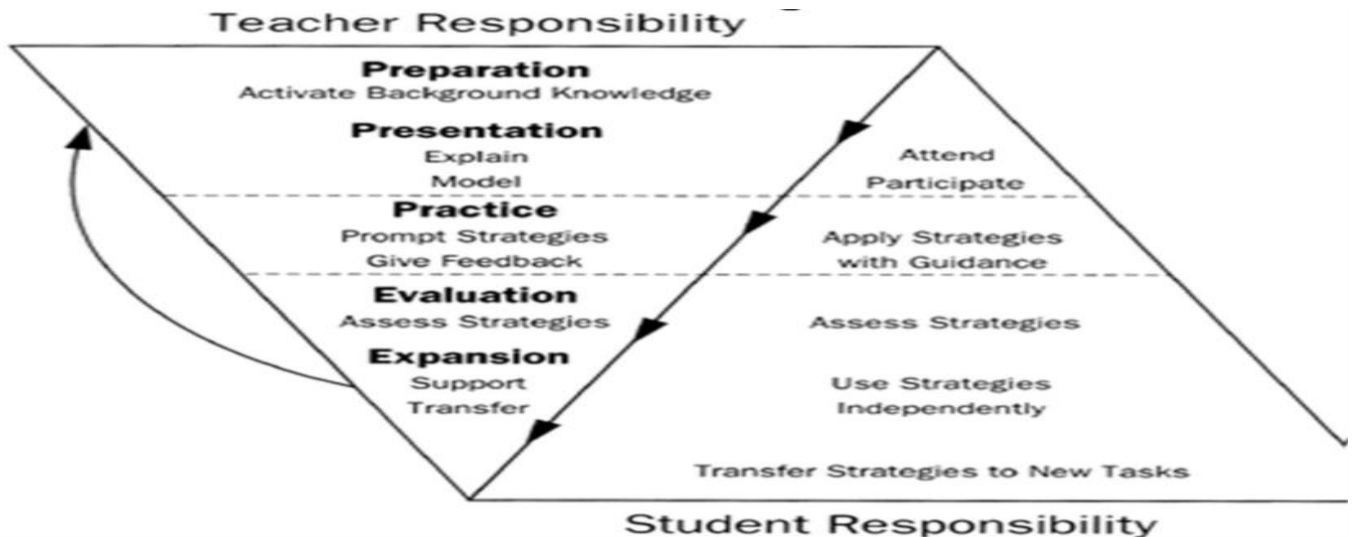 Teacher Responsibility
Preparation
Activate Background Knowledge
Presentation
Explain
Model
Attend
Participate
Practice
Prompt Strategies
Give Feedback
Apply Strategies
with Guidance
Evaluation
Assess Strategies
Assess Strategies
Expansion
Support
Transfer
Use Strategies
Independently
Transfer Strategies to New Tasks
Student Responsibility